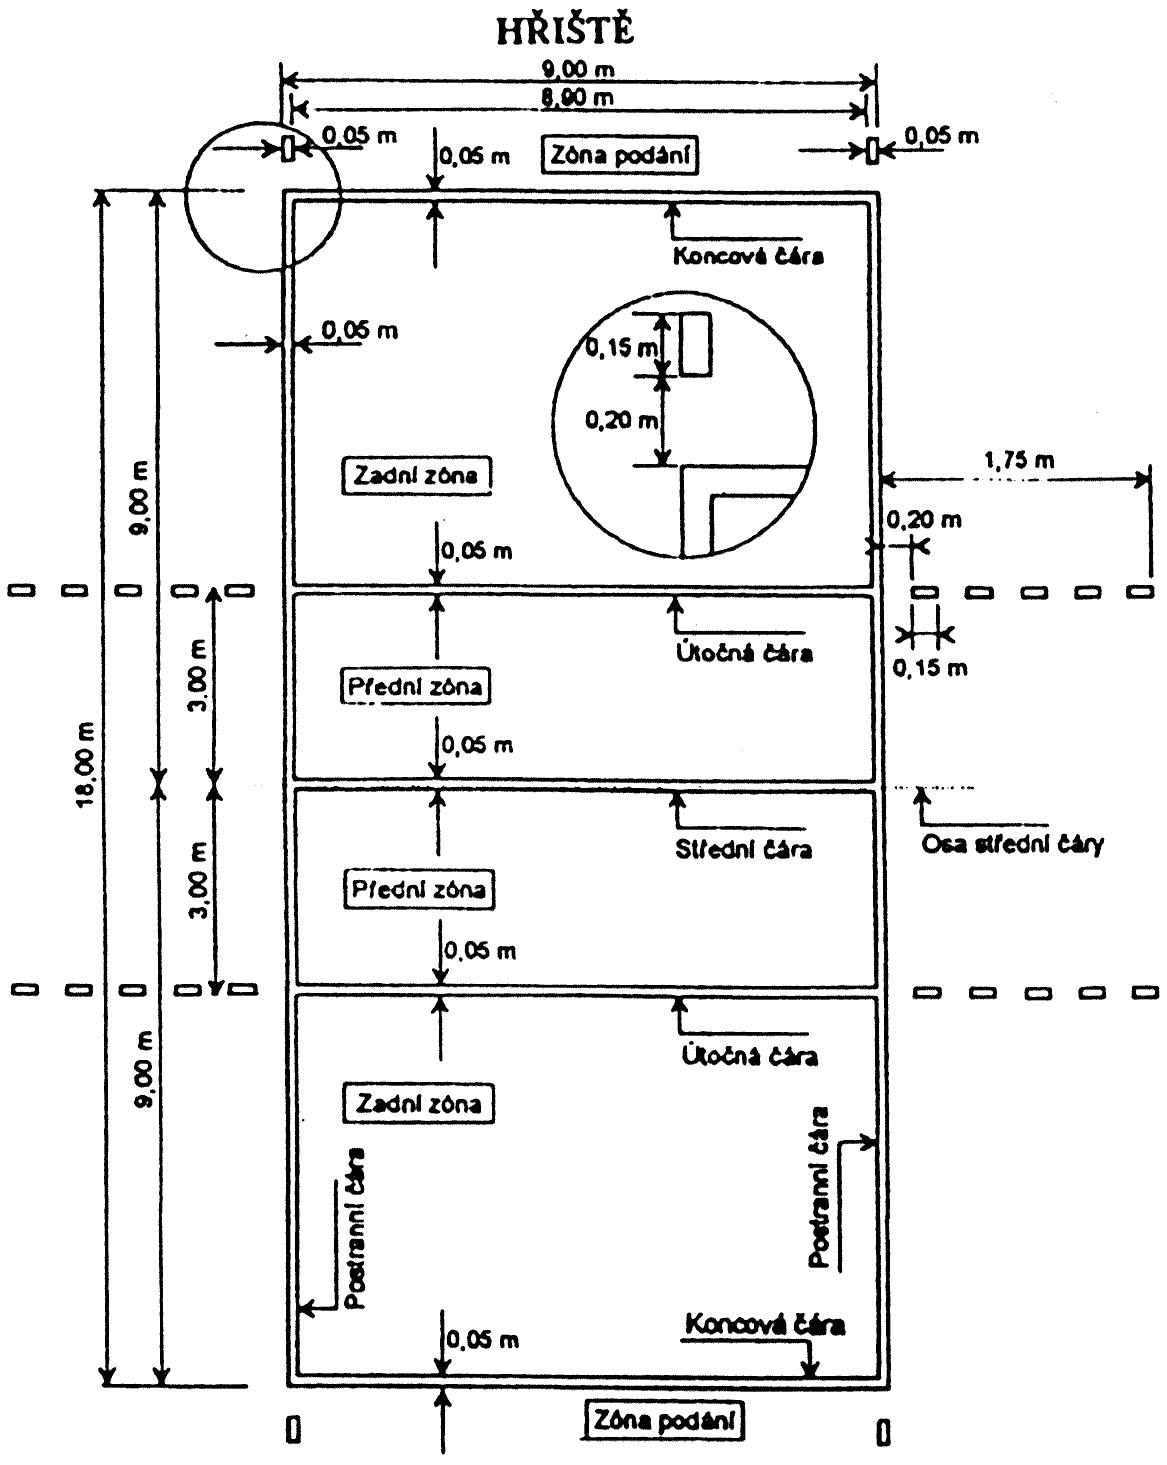 HŘIŠTĚ
9,00 m
8,90 m
0,05 m
0,05 m
Zóna podání
0,05 m
Koncová čára
0,05 m
0,15 m
0,20 m
Zadní zóna
1,75 m
9,00 m
0,20 m
0,05 m
Útočná čára
0,15 m
3,00 m
Přední zóna
18,00 m
0,05 m
Střední čára
Osa střední čáry
3,00 m
Přední zóna
0,05 m
Útočná čára
9,00 m
Zadní zóna
Postranní čára
Postranní čára
Koncová čára
0,05 m
Zóna podání